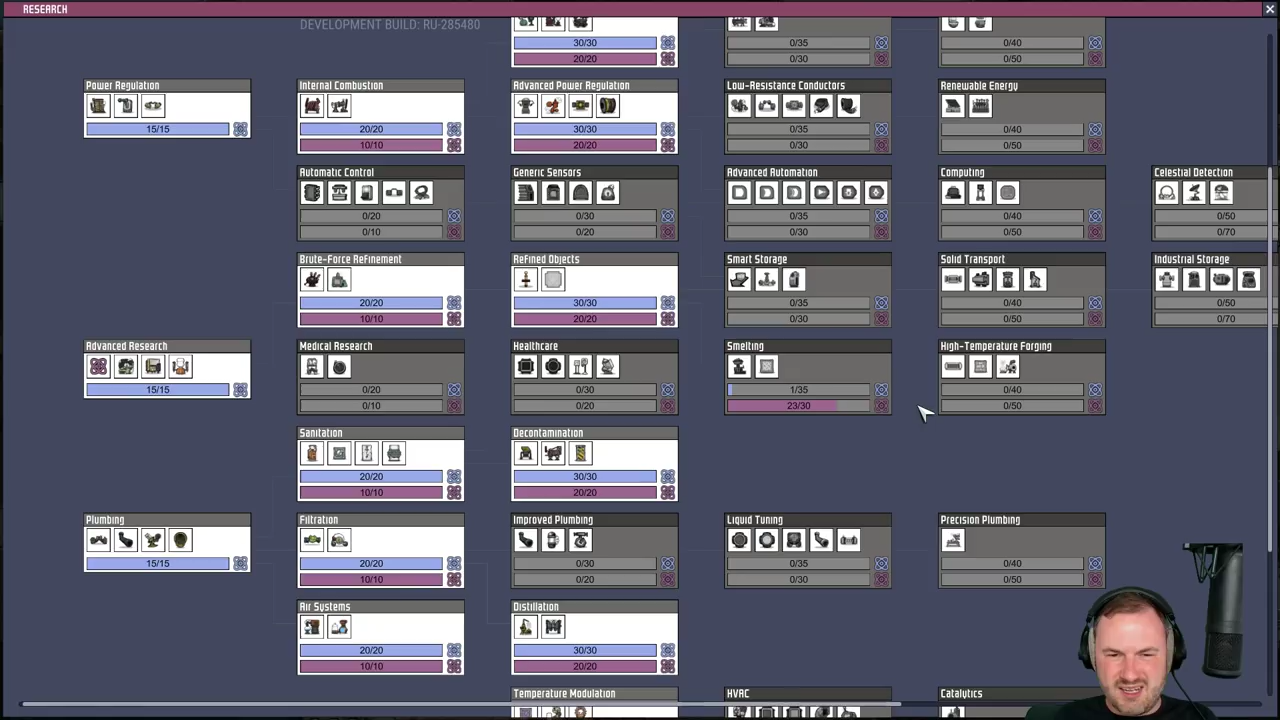 RESEARCH
DEVELOPMENT BUILD: RU-285480
30/30
20/20
0/35
0/30
0/40
0/50
Power Regulation
15/15
Internal Combustion
20/20
10/10
Advanced Power Regulation
30/30
20/20
Low-Resistance Conductors
0/35
0/30
Renewable Energy
0/40
0/50
Automatic Control
0/20
0/10
Generic Sensors
0/30
0/20
Advanced Automation
0/35
0/30
Computing
0/40
0/50
Celestial Detection
0/50
0/70
Brute-Force Refinement
20/20
10/10
Refined Objects
30/30
20/20
Smart Storage
0/35
0/30
Solid Transport
0/40
0/50
Industrial Storage
0/50
0/70
Advanced Research
15/15
Medical Research
0/20
0/10
Healthcare
0/30
0/20
Smelting
1/35
23/30
High-Temperature Forging
0/40
0/50
Sanitation
20/20
10/10
Decontamination
30/30
20/20
Plumbing
15/15
Filtration
20/20
10/10
Improved Plumbing
0/30
0/20
Liquid Tuning
0/35
0/30
Precision Plumbing
0/40
0/50
Air Systems
20/20
10/10
Distillation
30/30
20/20
Temperature Modulation
HVAC
Catalytics